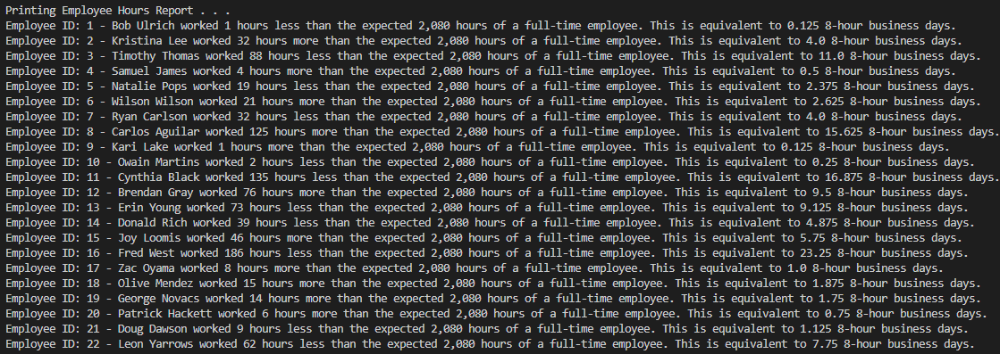 Printing Employee Hours Report . . .
Employee ID: 1 - Bob Ulrich worked 1 hours less than the expected 2,080 hours of a full-time employee. This is equivalent to 0.125 8-hour business days.
Employee ID: 2 - Kristina Lee worked 32 hours more than the expected 2,080 hours of a full-time employee. This is equivalent to 4.0 8-hour business days.
Employee ID: 3 - Timothy Thomas worked 88 hours less than the expected 2,080 hours of a full-time employee. This is equivalent to 11.0 8-hour business days.
Employee ID: 4 - Samuel James worked 4 hours more than the expected 2,080 hours of a full-time employee. This is equivalent to 0.5 8-hour business days.
Employee ID: 5 - Natalie Pops worked 19 hours less than the expected 2,080 hours of a full-time employee. This is equivalent to 2.375 8-hour business days.
Employee ID: 6 - Wilson Wilson worked 21 hours more than the expected 2,080 hours of a full-time employee. This is equivalent to 2.625 8-hour business days.
Employee ID: 7 - Ryan Carlson worked 32 hours less than the expected 2,080 hours of a full-time employee. This is equivalent to 4.0 8-hour business days.
Employee ID: 8 - Carlos Aguilar worked 125 hours more than the expected 2,080 hours of a full-time employee. This is equivalent to 15.625 8-hour business days.
Employee ID: 9 - Kari Lake worked 1 hours more than the expected 2,080 hours of a full-time employee. This is equivalent to 0.125 8-hour business days.
Employee ID: 10 - Owain Martins worked 2 hours less than the expected 2,080 hours of a full-time employee. This is equivalent to 0.25 8-hour business days.
Employee ID: 11 - Cynthia Black worked 135 hours less than the expected 2,080 hours of a full-time employee. This is equivalent to 16.875 8-hour business days.
Employee ID: 12 - Brendan Gray worked 76 hours more than the expected 2,080 hours of a full-time employee. This is equivalent to 9.5 8-hour business days.
Employee ID: 13 - Erin Young worked 73 hours less than the expected 2,080 hours of a full-time employee. This is equivalent to 9.125 8-hour business days.
Employee ID: 14 - Donald Rich worked 39 hours less than the expected 2,080 hours of a full-time employee. This is equivalent to 4.875 8-hour business days.
Employee ID: 15 - Joy Loomis worked 46 hours more than the expected 2,080 hours of a full-time employee. This is equivalent to 5.75 8-hour business days.
Employee ID: 16 - Fred West worked 186 hours less than the expected 2,080 hours of a full-time employee. This is equivalent to 23.25 8-hour business days.
Employee ID: 17 - Zac Oyama worked 8 hours more than the expected 2,080 hours of a full-time employee. This is equivalent to 1.0 8-hour business days.
Employee ID: 18 - Olive Mendez worked 15 hours more than the expected 2,080 hours of a full-time employee. This is equivalent to 1.875 8-hour business days.
Employee ID: 19 - George Novacs worked 14 hours more than the expected 2,080 hours of a full-time employee. This is equivalent to 1.75 8-hour business days.
Employee ID: 20 - Patrick Hackett worked 6 hours more than the expected 2,080 hours of a full-time employee. This is equivalent to 0.75 8-hour business days.
Employee ID: 21 - Doug Dawson worked 9 hours less than the expected 2,080 hours of a full-time employee. This is equivalent to 1.125 8-hour business days.
Employee ID: 22 - Leon Yarrows worked 62 hours less than the expected 2,080 hours of a full-time employee. This is equivalent to 7.75 8-hour business days.